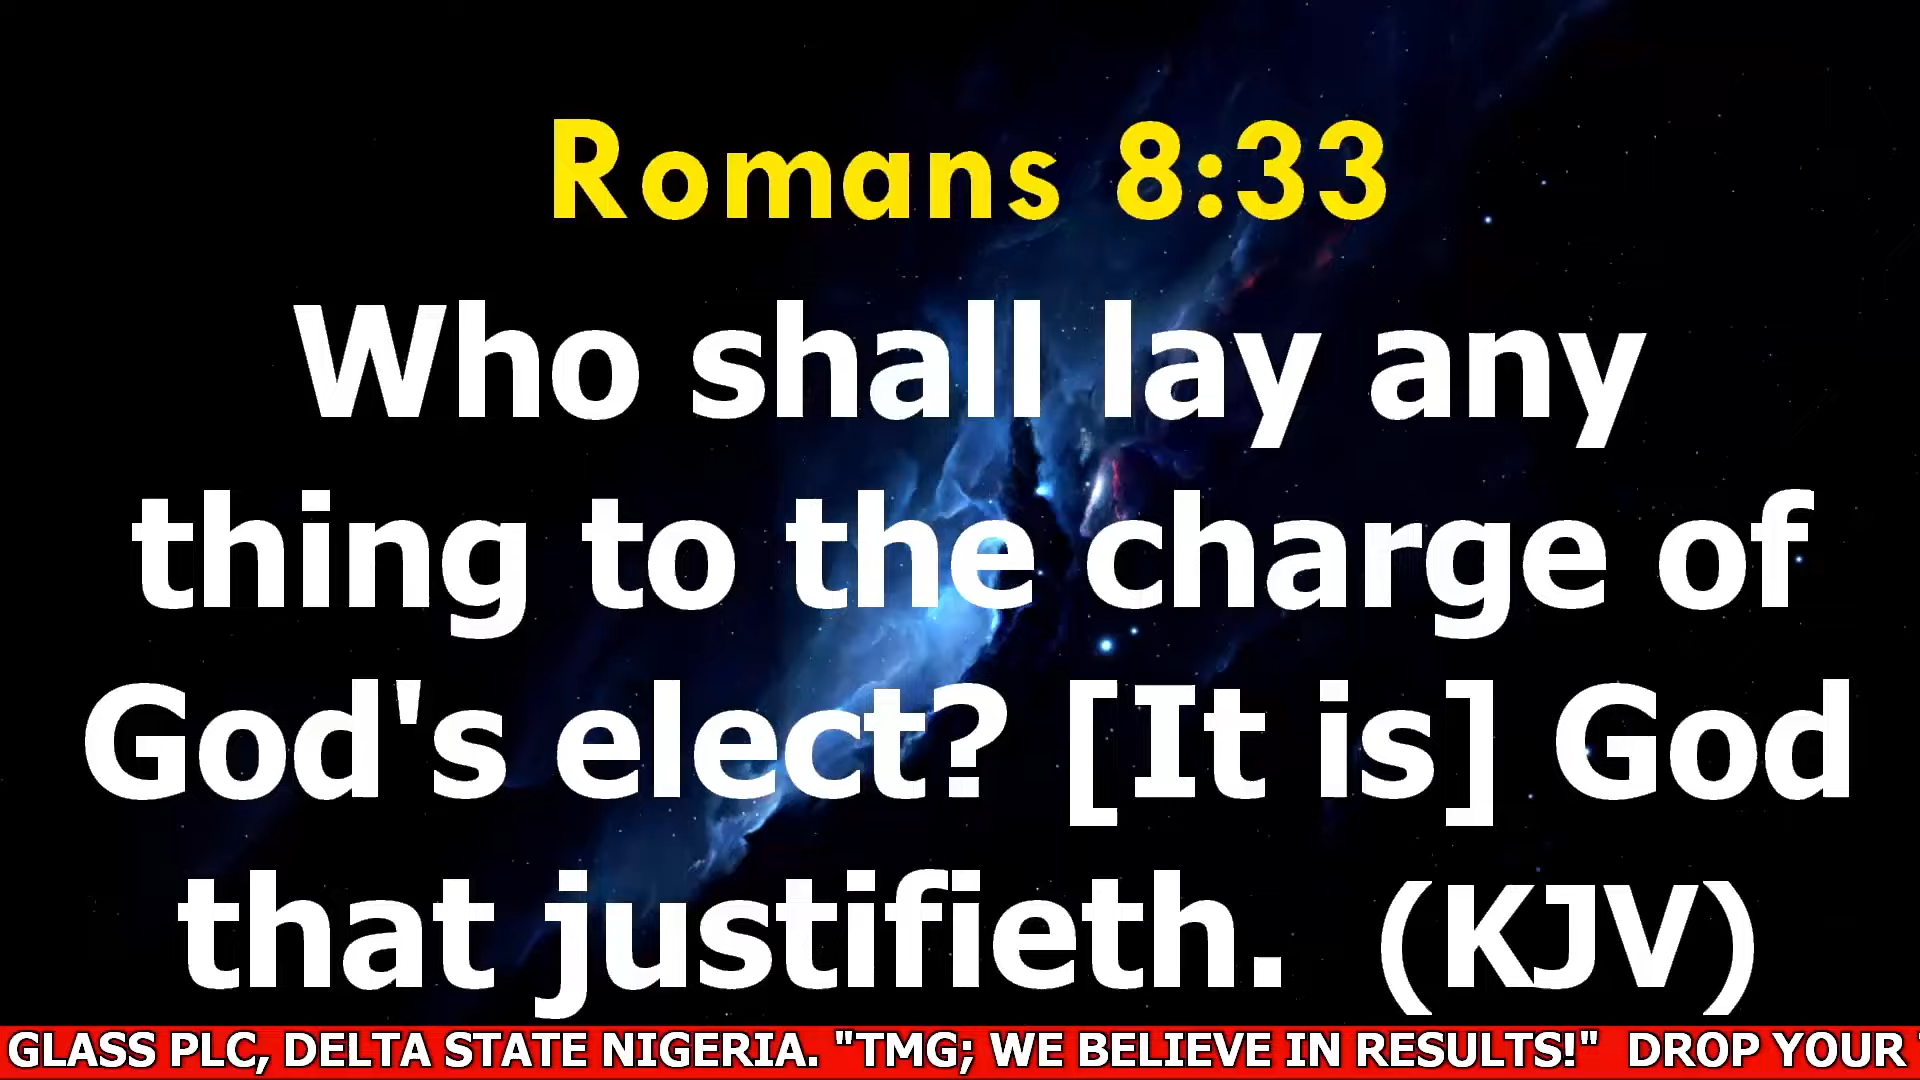 Romans 8:33
Who shall lay any
thing to the charge of
God's elect? [It is] God
that justifieth.  (KJV)
GLASS PLC, DELTA STATE NIGERIA. "TMG; WE BELIEVE IN RESULTS!"  DROP YOUR